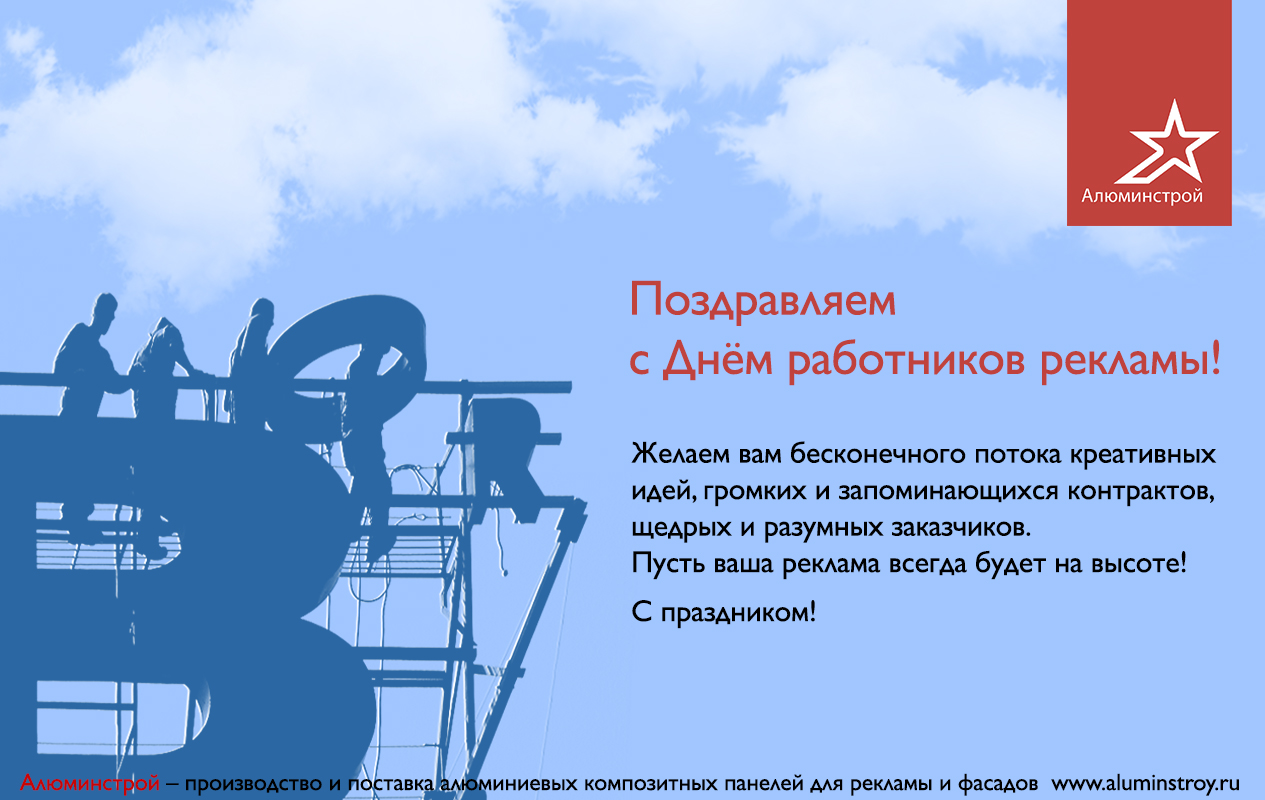 Алюминстрой
Поздравляем
с Днём работников рекламы!
Желаем вам бесконечного потока креативных
идей, громких и запоминающихся контрактов,
щедрых и разумных заказчиков.
Пусть ваша реклама всегда будет на высоте!
С праздником!
Алюминстрой – производство и поставка алюминиевых композитных панелей для рекламы и фасадов www.aluminstroy.ru